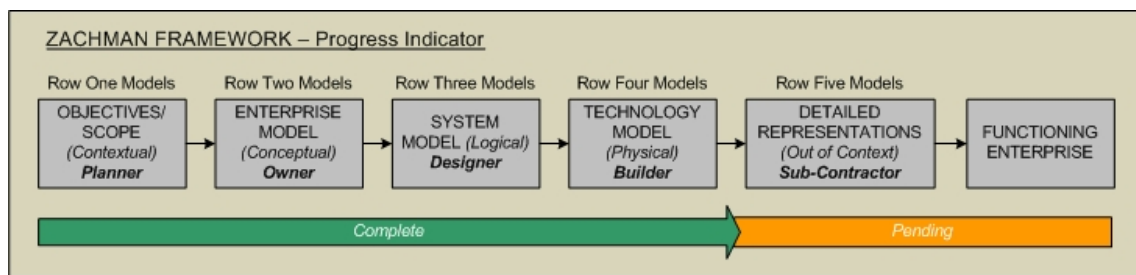 ZACHMAN FRAMEWORK – Progress Indicator
Row One Models
Row Two Models
Row Three Models
Row Four Models
Row Five Models
OBJECTIVES/
SCOPE
(Contextual)
Planner
ENTERPRISE
MODEL
(Conceptual)
Owner
SYSTEM
MODEL (Logical)
Designer
TECHNOLOGY
MODEL
(Physical)
Builder
DETAILED
REPRESENTATIONS
(Out of Context)
Sub-Contractor
FUNCTIONING
ENTERPRISE
Complete
Pending